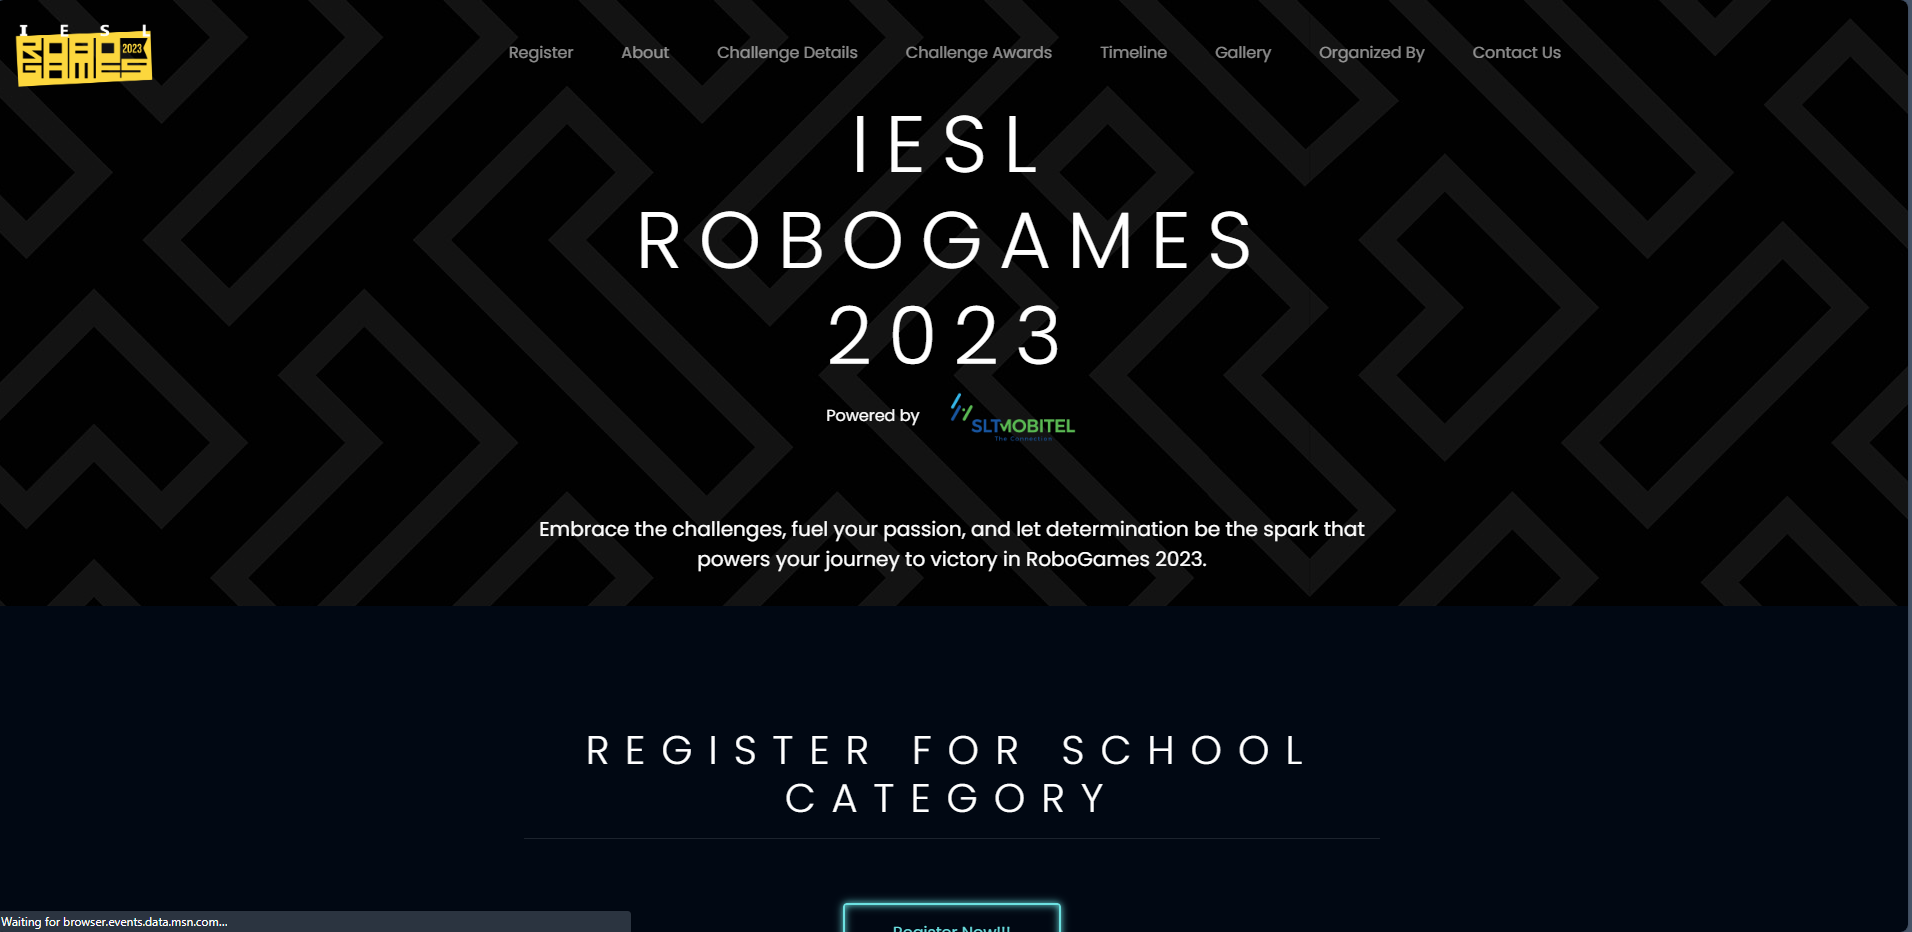 I E S L
ROBO 2023
GAMES
Register About Challenge Details Challenge Awards Timeline Gallery Organized By Contact Us
IESL
ROBOGAMES
2023
Powered by SLTMOBITEL
The Connection
Embrace the challenges, fuel your passion, and let determination be the spark that
powers your journey to victory in RoboGames 2023.
REGISTER FOR SCHOOL
CATEGORY
Register Now!!!
Waiting for browser.events.data.msn.com...